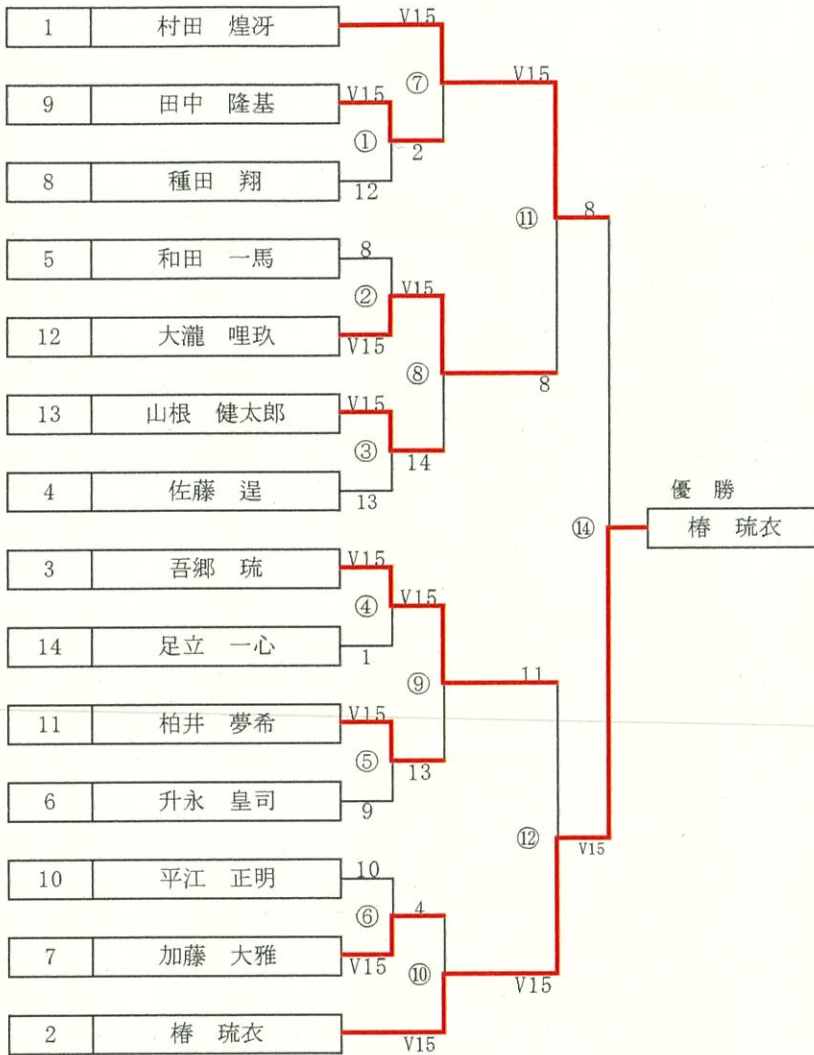 V15
1 村田 煌冴
⑦ V15
9 田中 隆基 V15
① 2
8 種田 翔 12
⑪ 8
5 和田 一馬 8
② V15
12 大瀧 哩玖 V15
⑧ 8
13 山根 健太郎 V15
③ 14
4 佐藤 逞 13
優 勝
⑭ 椿 琉衣
3 吾郷 琉 V15
④ V15
14 足立 一心 1
⑨ 11
11 柏井 夢希 V15
⑤ 13
6 升永 皇司 9
⑫ V15
10 平江 正明 10
⑥ 4
7 加藤 大雅 V15
⑩ V15
2 椿 琉衣 V15